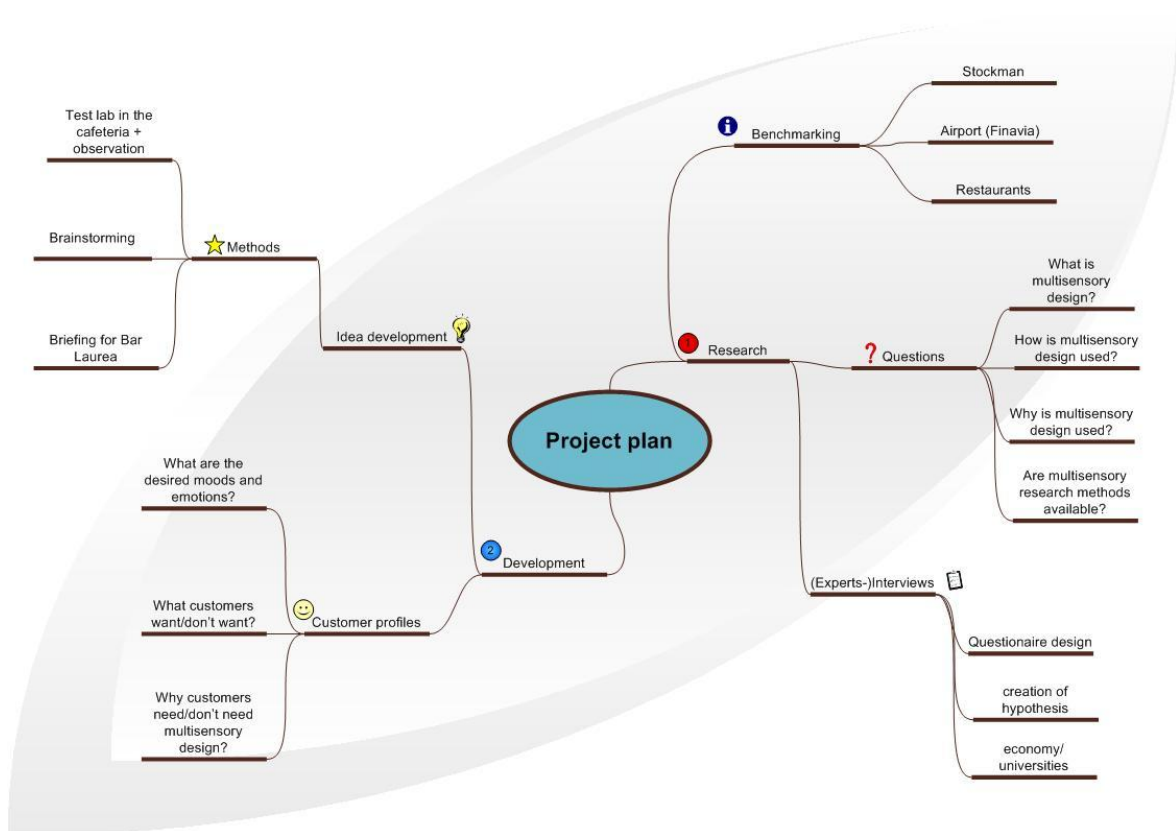 Project plan
1
Research
Benchmarking
Stockman
Airport (Finavia)
Restaurants
?
Questions
What is
multisensory
design?
How is multisensory
design used?
Why is multisensory
design used?
Are multisensory
research methods
available?
(Experts-)Interviews
Questionaire design
creation of
hypothesis
economy/
universities
2
Development
Idea development
Methods
Test lab in the
cafeteria +
observation
Brainstorming
Briefing for Bar
Laurea
Customer profiles
What are the
desired moods and
emotions?
What customers
want/don't want?
Why customers
need/don't need
multisensory
design?